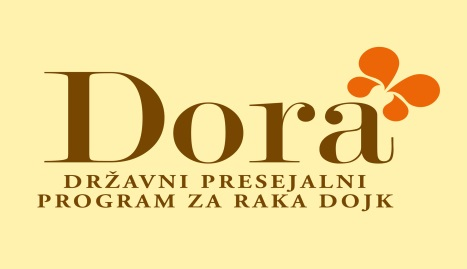 Dora
DRŽAVNI PRESEJALNI
PROGRAM ZA RAKA DOJK